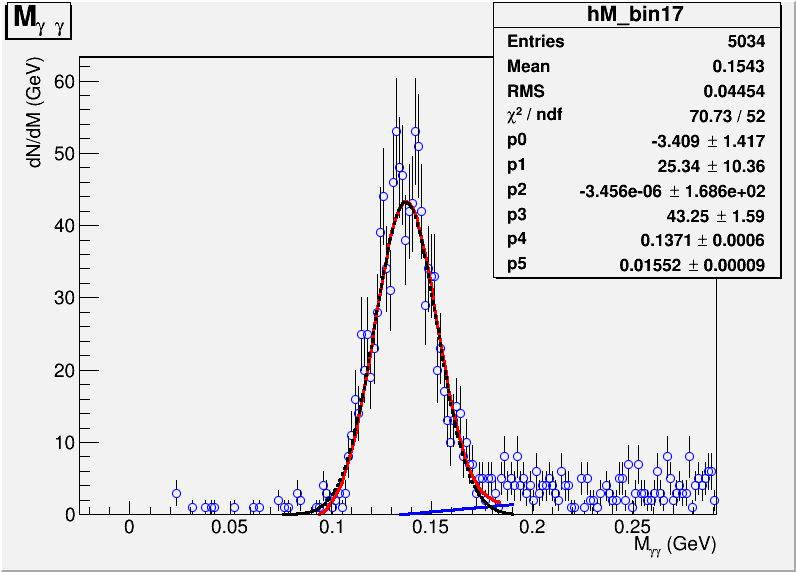 Mγ γ
hM_bin17
Entries 5034
Mean 0.1543
RMS 0.04454
χ² / ndf 70.73 / 52
p0 -3.409 ± 1.417
p1 25.34 ± 10.36
p2 -3.456e-06 ± 1.686e+02
p3 43.25 ± 1.59
p4 0.1371 ± 0.0006
p5 0.01552 ± 0.00009
dN/dM (GeV)
60
50
40
30
20
10
0
0 0.05 0.1 0.15 0.2 0.25
Mγγ (GeV)